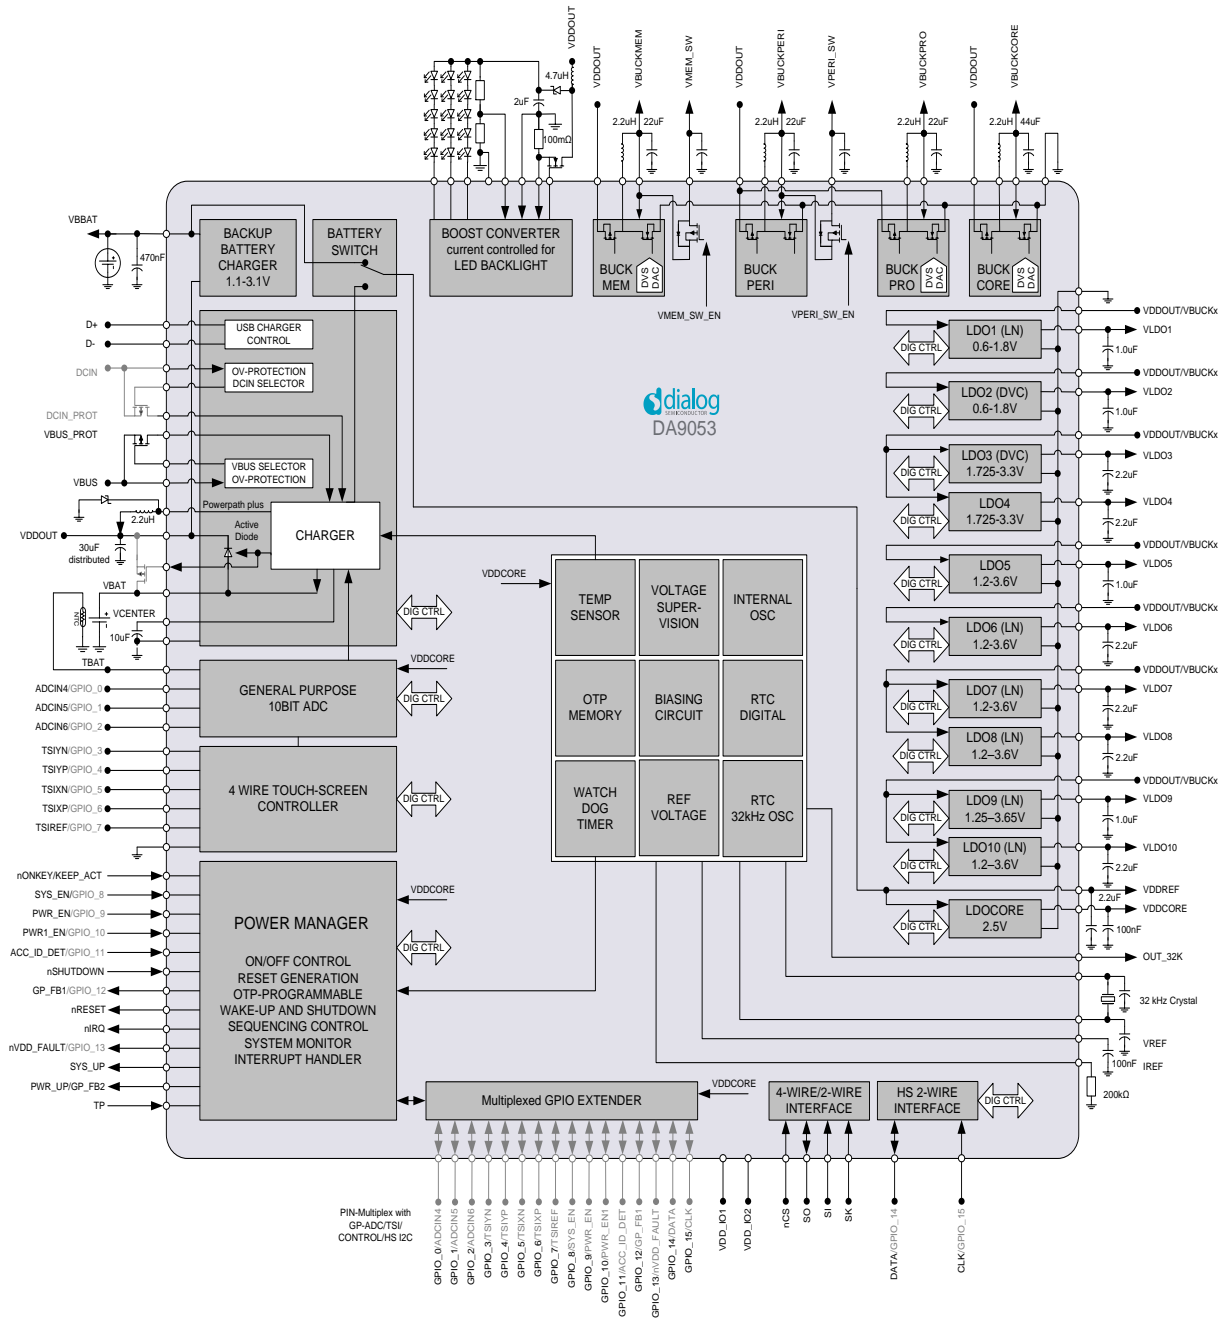 VDDOUT
4.7uH
2uF
100mΩ
VDDOUT
VBUCKMEM
VMEM_SW
VDDOUT
VBUCKPERI
VPERI_SW
VDDOUT
VBUCKPRO
VDDOUT
VBUCKCORE
2.2uH
22uF
2.2uH
22uF
2.2uH
22uF
2.2uH
44uF
VBBAT
470nF
BACKUP
BATTERY
CHARGER
1.1-3.1V
BATTERY
SWITCH
BOOST CONVERTER
current controlled for
LED BACKLIGHT
BUCK
MEM
DVS
DAC
BUCK
PERI
BUCK
PRO
DVS
DAC
BUCK
CORE
DVS
DAC
VMEM_SW_EN
VPERI_SW_EN
D+
D-
USB CHARGER
CONTROL
DCIN
OV-PROTECTION
DCIN SELECTOR
DCIN_PROT
VBUS_PROT
VBUS SELECTOR
OV-PROTECTION
VBUS
Powerpath plus
2.2uH
Active
Diode
CHARGER
VDDOUT
30uF
distributed
VBAT
NTC
VCENTER
10uF
TBAT
DIG CTRL
dialog
SEMICONDUCTOR
DA9053
VDDOUT/VBUCKx
LDO1 (LN)
0.6-1.8V
DIG CTRL
VLDO1
1.0uF
VDDOUT/VBUCKx
LDO2 (DVC)
0.6-1.8V
DIG CTRL
VLDO2
1.0uF
VDDOUT/VBUCKx
LDO3 (DVC)
1.725-3.3V
DIG CTRL
VLDO3
2.2uF
LDO4
1.725-3.3V
DIG CTRL
VLDO4
2.2uF
VDDOUT/VBUCKx
LDO5
1.2-3.6V
DIG CTRL
VLDO5
1.0uF
VDDOUT/VBUCKx
LDO6 (LN)
1.2-3.6V
DIG CTRL
VLDO6
2.2uF
VDDOUT/VBUCKx
LDO7 (LN)
1.2-3.6V
DIG CTRL
VLDO7
2.2uF
LDO8 (LN)
1.2–3.6V
DIG CTRL
VLDO8
2.2uF
VDDOUT/VBUCKx
LDO9 (LN)
1.25–3.65V
DIG CTRL
VLDO9
1.0uF
LDO10 (LN)
1.2–3.6V
DIG CTRL
VLDO10
2.2uF
VDDREF
2.2uF
LDOCORE
2.5V
DIG CTRL
VDDCORE
100nF
OUT_32K
32 kHz Crystal
VREF
100nF
IREF
200kΩ
VDDCORE
TEMP
SENSOR
VOLTAGE
SUPER-
VISION
INTERNAL
OSC
OTP
MEMORY
BIASING
CIRCUIT
RTC
DIGITAL
WATCH
DOG
TIMER
REF
VOLTAGE
RTC
32kHz OSC
VDDCORE
GENERAL PURPOSE
10BIT ADC
DIG CTRL
ADCIN4/GPIO_0
ADCIN5/GPIO_1
ADCIN6/GPIO_2
TSIYN/GPIO_3
TSIYP/GPIO_4
TSIXN/GPIO_5
TSIXP/GPIO_6
TSIREF/GPIO_7
4 WIRE TOUCH-SCREEN
CONTROLLER
DIG CTRL
nONKEY/KEEP_ACT
SYS_EN/GPIO_8
PWR_EN/GPIO_9
PWR1_EN/GPIO_10
ACC_ID_DET/GPIO_11
nSHUTDOWN
GP_FB1/GPIO_12
nRESET
nIRQ
nVDD_FAULT/GPIO_13
SYS_UP
PWR_UP/GP_FB2
TP
POWER MANAGER
ON/OFF CONTROL
RESET GENERATION
OTP-PROGRAMMABLE
WAKE-UP AND SHUTDOWN
SEQUENCING CONTROL
SYSTEM MONITOR
INTERRUPT HANDLER
VDDCORE
DIG CTRL
Multiplexed GPIO EXTENDER
VDDCORE
4-WIRE/2-WIRE
INTERFACE
HS 2-WIRE
INTERFACE
DIG CTRL
PIN-Multiplex with
GP-ADC/TSI/
CONTROL/HS I2C
GPIO_0/ADCIN4
GPIO_1/ADCIN5
GPIO_2/ADCIN6
GPIO_3/TSIYN
GPIO_4/TSIYP
GPIO_5/TSIXN
GPIO_6/TSIXP
GPIO_7/TSIREF
GPIO_8/SYS_EN
GPIO_9/PWR_EN
GPIO_10/PWR_EN1
GPIO_11/ACC_ID_DET
GPIO_12/GP_FB1
GPIO_13/nVDD_FAULT
GPIO_14/DATA
GPIO_15/CLK
VDD_IO1
VDD_IO2
nCS
SO
SI
SK
DATA/GPIO_14
CLK/GPIO_15